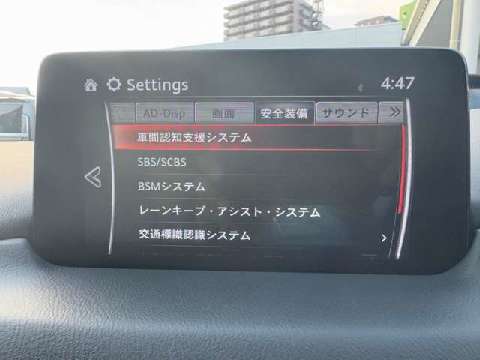 Settings
4:47
AD-Disp 画面 安全装備 サウンド
車間認知支援システム
SBS/SCBS
BSMシステム
レーンキープ・アシスト・システム
交通標識認識システム